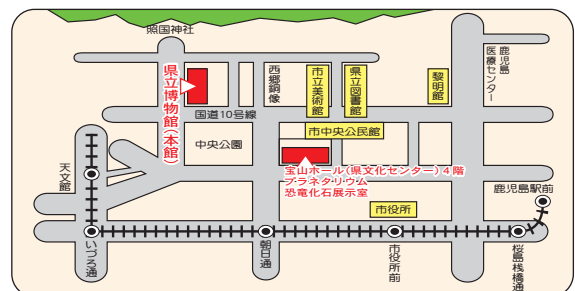 照国神社
県立博物館(本館)
西郷銅像
市立美術館
県立図書館
黎明館
鹿児島
医療センター
国道10号線
市中央公民館
中央公園
天文館
宝山ホール(県文化センター)4階
プラネタリウム
恐竜化石展示室
鹿児島駅前
市役所
いづろ通
朝日通
市役所前
桜島桟橋通